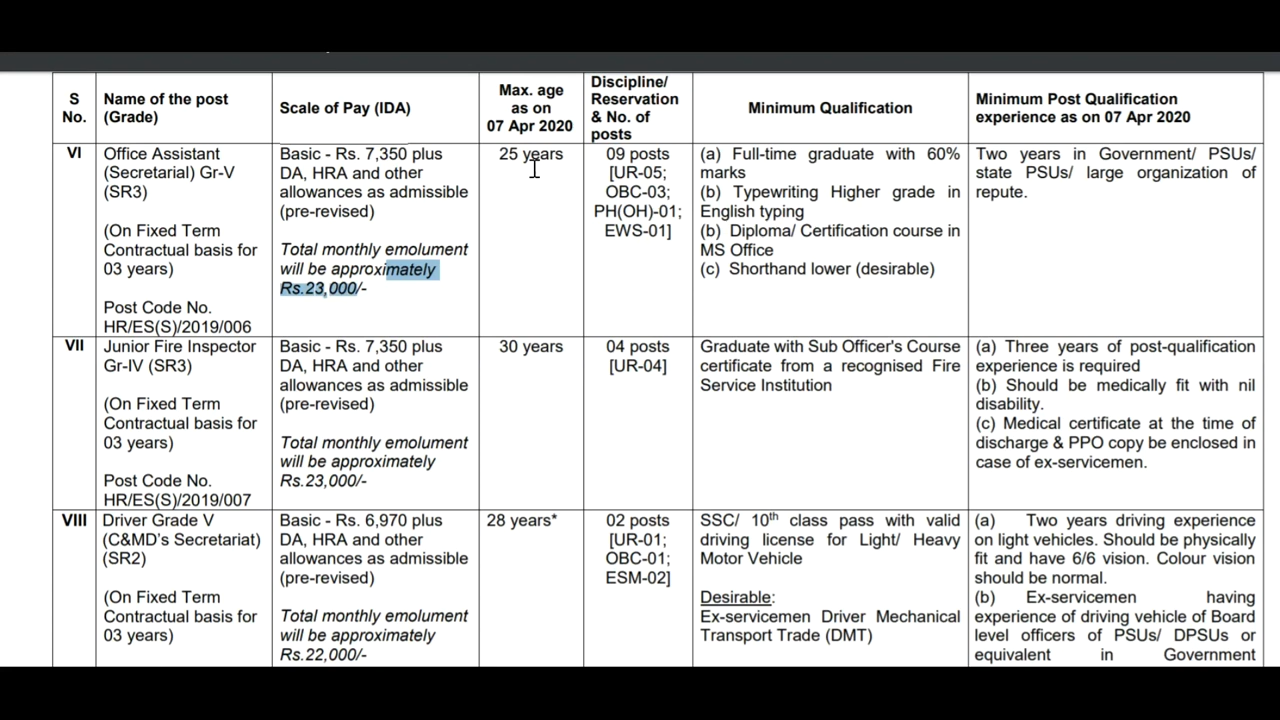 S No.
Name of the post (Grade)
Scale of Pay (IDA)
Max. age as on 07 Apr 2020
Discipline/ Reservation & No. of posts
Minimum Qualification
Minimum Post Qualification experience as on 07 Apr 2020
VI
Office Assistant
(Secretarial) Gr-V
(SR3)
(On Fixed Term
Contractual basis for
03 years)
Post Code No.
HR/ES(S)/2019/006
Basic - Rs. 7,350 plus
DA, HRA and other
allowances as admissible
(pre-revised)
Total monthly emolument
will be approximately
Rs.23,000/-
25 years
09 posts
[UR-05;
OBC-03;
PH(OH)-01;
EWS-01]
(a) Full-time graduate with 60%
marks
(b) Typewriting Higher grade in
English typing
(b) Diploma/ Certification course in
MS Office
(c) Shorthand lower (desirable)
Two years in Government/ PSUs/
state PSUs/ large organization of
repute.
VII
Junior Fire Inspector
Gr-IV (SR3)
(On Fixed Term
Contractual basis for
03 years)
Post Code No.
HR/ES(S)/2019/007
Basic - Rs. 7,350 plus
DA, HRA and other
allowances as admissible
(pre-revised)
Total monthly emolument
will be approximately
Rs.23,000/-
30 years
04 posts
[UR-04]
Graduate with Sub Officer's Course
certificate from a recognised Fire
Service Institution
(a) Three years of post-qualification
experience is required
(b) Should be medically fit with nil
disability.
(c) Medical certificate at the time of
discharge & PPO copy be enclosed in
case of ex-servicemen.
VIII
Driver Grade V
(C&MD's Secretariat)
(SR2)
(On Fixed Term
Contractual basis for
03 years)
Basic - Rs. 6,970 plus
DA, HRA and other
allowances as admissible
(pre-revised)
Total monthly emolument
will be approximately
Rs.22,000/-
28 years*
02 posts
[UR-01;
OBC-01;
ESM-02]
SSC/ 10th class pass with valid
driving license for Light/ Heavy
Motor Vehicle
Desirable:
Ex-servicemen Driver Mechanical
Transport Trade (DMT)
(a) Two years driving experience
on light vehicles. Should be physically
fit and have 6/6 vision. Colour vision
should be normal.
(b) Ex-servicemen having
experience of driving vehicle of Board
level officers of PSUs/ DPSUs or
equivalent in Government